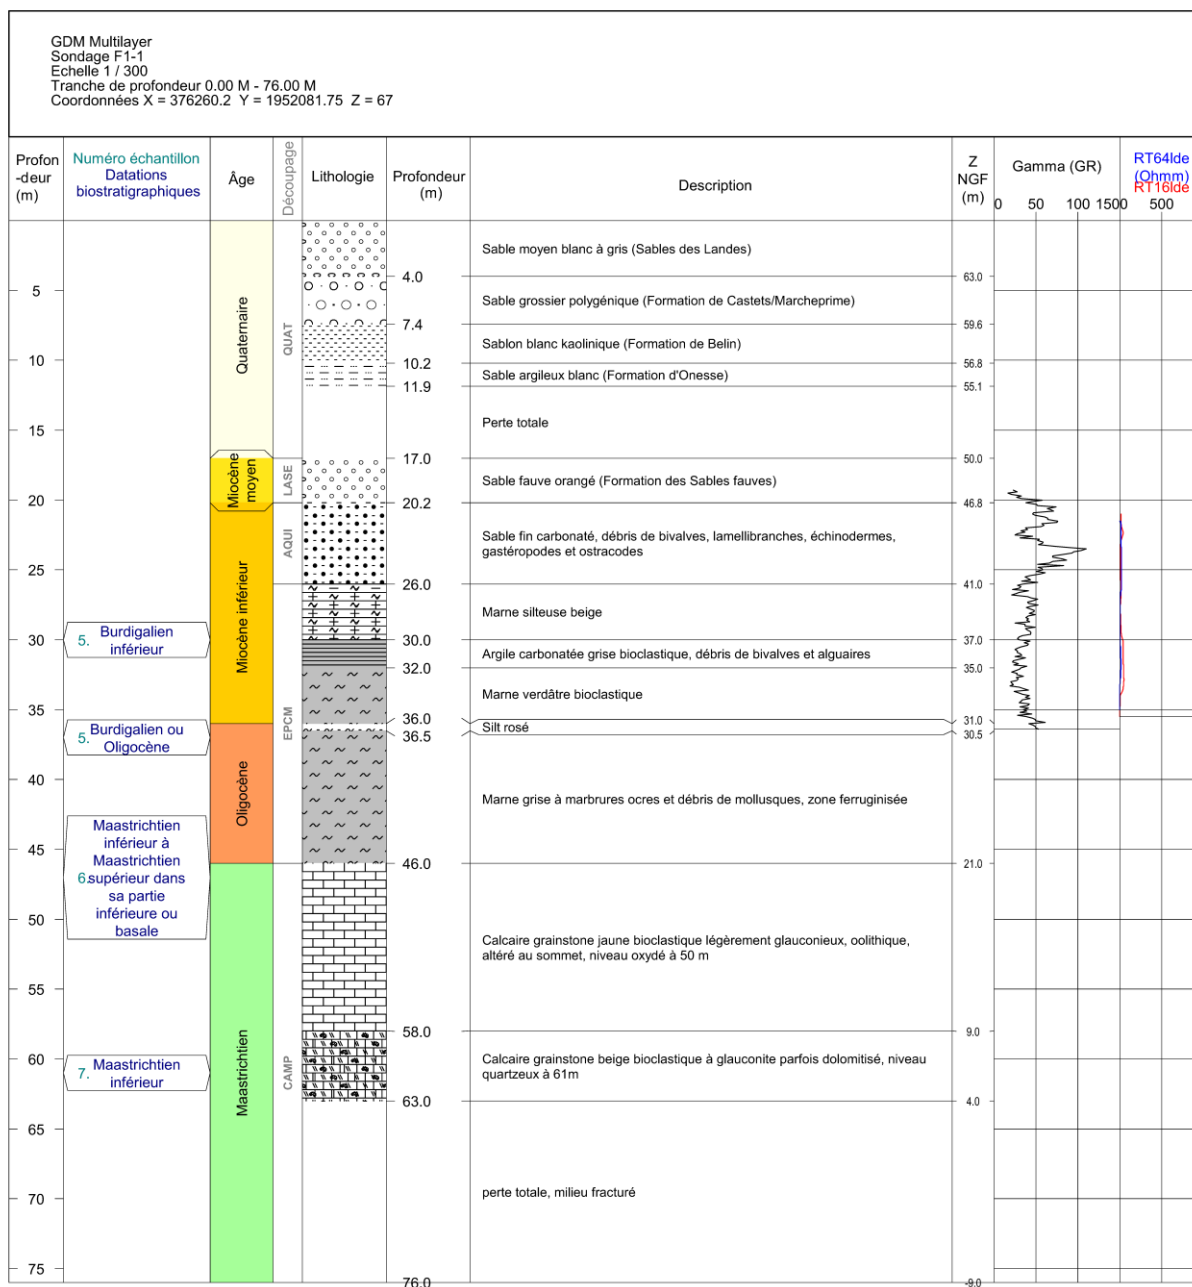 GDM Multilayer
Sondage F1-1
Echelle 1 / 300
Tranche de profondeur 0.00 M - 76.00 M
Coordonnées X = 376260.2 Y = 1952081.75 Z = 67
Profon
-deur
(m)
Numéro échantillon
Datations
biostratigraphiques
Âge
Découpage
Lithologie
Profondeur
(m)
Description
Z
NGF
(m)
Gamma (GR)
0 50 100 150
RT64lde
(Ohmm)
RT16lde
0 500
Sable moyen blanc à gris (Sables des Landes)
4.0
63.0
5
Sable grossier polygénique (Formation de Castets/Marcheprime)
7.4
59.6
Quaternaire
QUAT
Sablon blanc kaolinique (Formation de Belin)
10
10.2
56.8
Sable argileux blanc (Formation d'Onesse)
11.9
55.1
Perte totale
15
17.0
50.0
Miocène
moyen
LASE
Sable fauve orangé (Formation des Sables fauves)
20
20.2
46.8
AQUI
Sable fin carbonaté, débris de bivalves, lamellibranches, échinodermes,
gastéropodes et ostracodes
25
26.0
41.0
Miocène inférieur
Marne silteuse beige
30
5.
Burdigalien
inférieur
30.0
37.0
Argile carbonatée grise bioclastique, débris de bivalves et alguaires
32.0
35.0
Marne verdâtre bioclastique
35
36.0
31.0
EPCM
Silt rosé
5.
Burdigalien ou
Oligocène
36.5
30.5
40
Oligocène
Marne grise à marbrures ocres et débris de mollusques, zone ferruginisée
45
46.0
21.0
6.
Maastrichtien
inférieur à
Maastrichtien
supérieur dans
sa partie
inférieure ou
basale
50
Calcaire grainstone jaune bioclastique légèrement glauconieux, oolithique,
altéré au sommet, niveau oxydé à 50 m
55
58.0
9.0
60
7.
Maastrichtien
inférieur
Maastrichtien
CAMP
Calcaire grainstone beige bioclastique à glauconite parfois dolomitisé, niveau
quartzeux à 61m
63.0
4.0
65
perte totale, milieu fracturé
70
75
76.0
-9.0